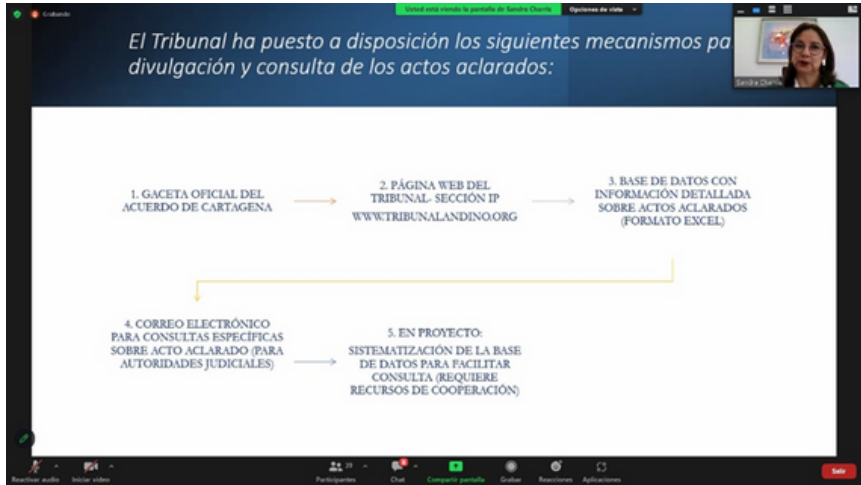 Grabando
Usted está viendo la pantalla de Sandra Charris
Opciones de vista
El Tribunal ha puesto a disposición los siguientes mecanismos pa
divulgación y consulta de los actos aclarados:
Sandra Charris
1. GACETA OFICIAL DEL
ACUERDO DE CARTAGENA
2. PÁGINA WEB DEL
TRIBUNAL- SECCIÓN IP
WWW.TRIBUNALANDINO.ORG
3. BASE DE DATOS CON
INFORMACIÓN DETALLADA
SOBRE ACTOS ACLARADOS
(FORMATO EXCEL)
4. CORREO ELECTRÓNICO
PARA CONSULTAS ESPECÍFICAS
SOBRE ACTO ACLARADO (PARA
AUTORIDADES JUDICIALES)
5. EN PROYECTO:
SISTEMATIZACIÓN DE LA BASE
DE DATOS PARA FACILITAR
CONSULTA (REQUIERE
RECURSOS DE COOPERACIÓN)
Reactivar audio
Iniciar video
Participantes
Chat
Compartir pantalla
Grabar
Reacciones
Aplicaciones
Salir